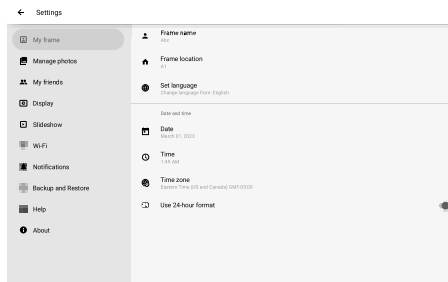 Settings
My frame
Manage photos
My friends
Display
Slideshow
Wi-Fi
Notifications
Backup and Restore
Help
About
Frame name
Abc
Frame location
A1
Set language
Change language from English
Date and time
Date
March 01, 2023
Time
1:45 AM
Time zone
Eastern Time (US and Canada) GMT-05:00
Use 24-hour format